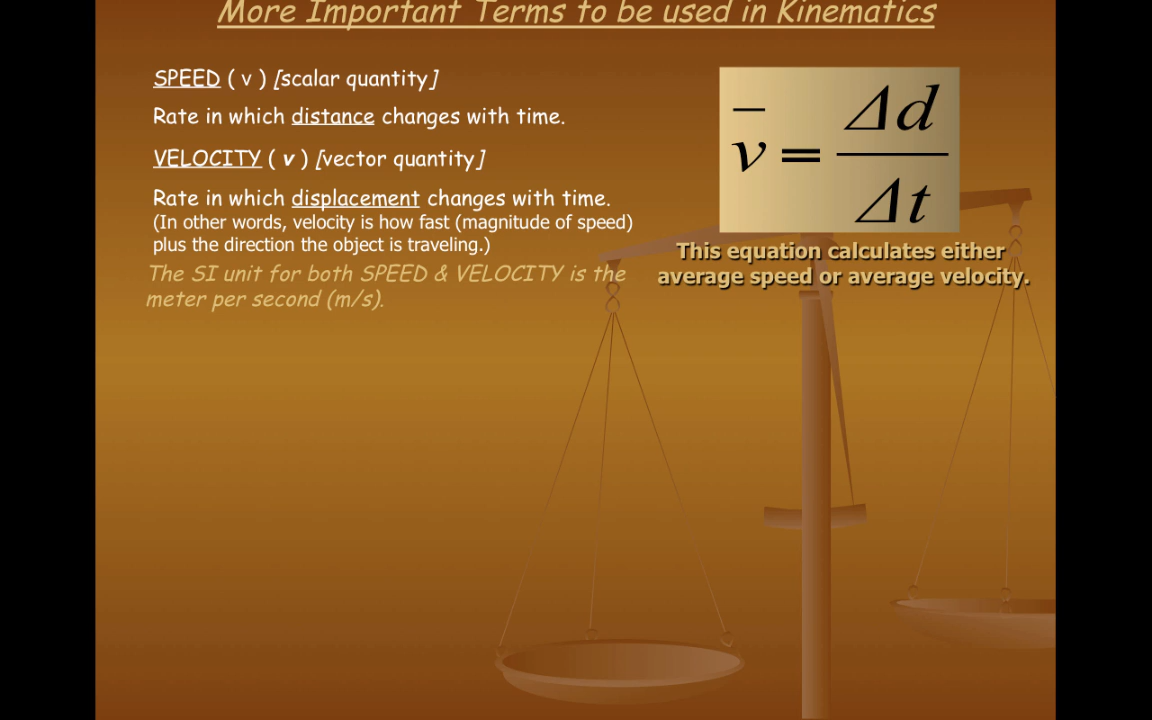 More Important Terms to be used in Kinematics
SPEED ( v ) [scalar quantity]
Rate in which distance changes with time.
VELOCITY ( v ) [vector quantity]
Rate in which displacement changes with time.
(In other words, velocity is how fast (magnitude of speed)
plus the direction the object is traveling.)
The SI unit for both SPEED & VELOCITY is the
meter per second (m/s).
v̅ = Δd / Δt
This equation calculates either
average speed or average velocity.